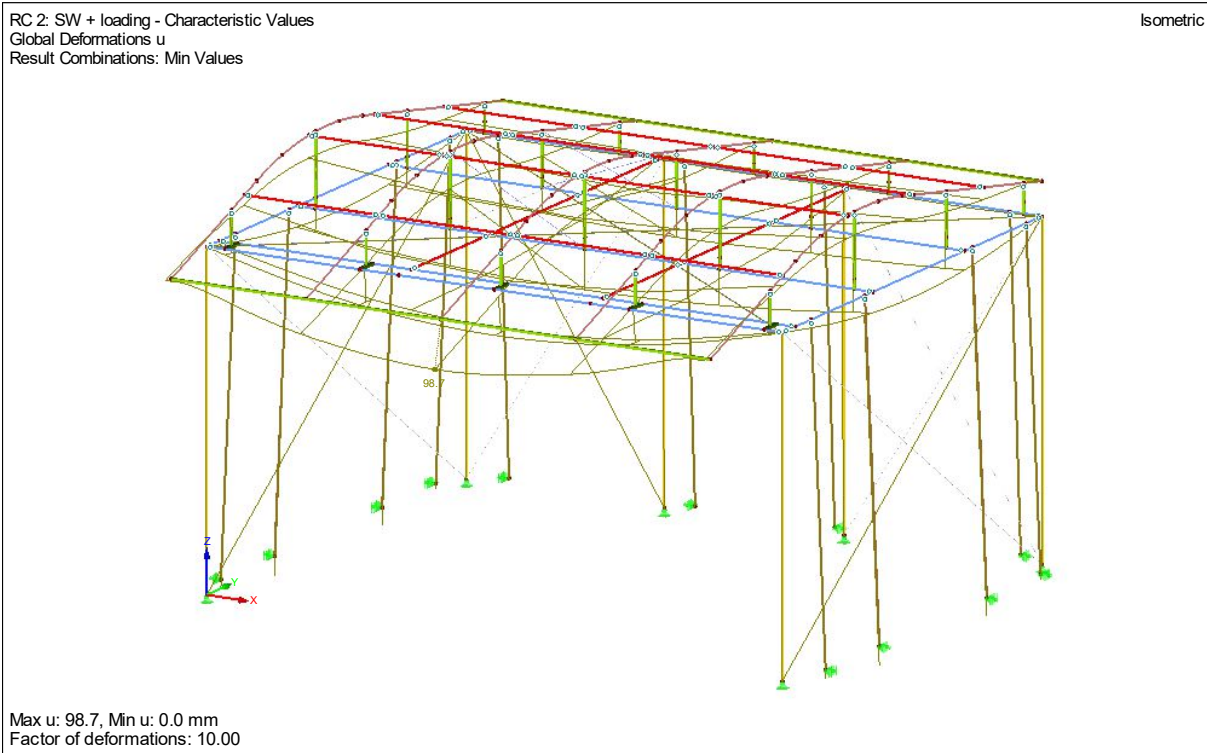 RC 2: SW + loading - Characteristic Values
Isometric
Global Deformations u
Result Combinations: Min Values
98.7
Z
Y
X
Max u: 98.7, Min u: 0.0 mm
Factor of deformations: 10.00